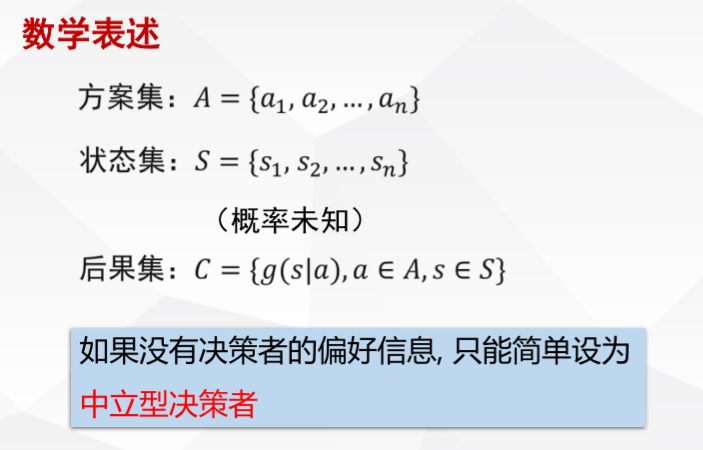 数学表述
方案集：A = {a₁, a₂, …, aₙ}
状态集：S = {s₁, s₂, …, sₙ}
（概率未知）
后果集：C = {g(s|a), a ∈ A, s ∈ S}
如果没有决策者的偏好信息, 只能简单设为
中立型决策者